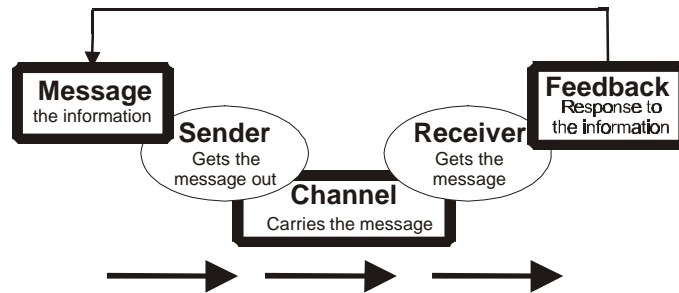 Message
the information
Sender
Gets the
message out
Channel
Carries the message
Receiver
Gets the
message
Feedback
Response to
the information